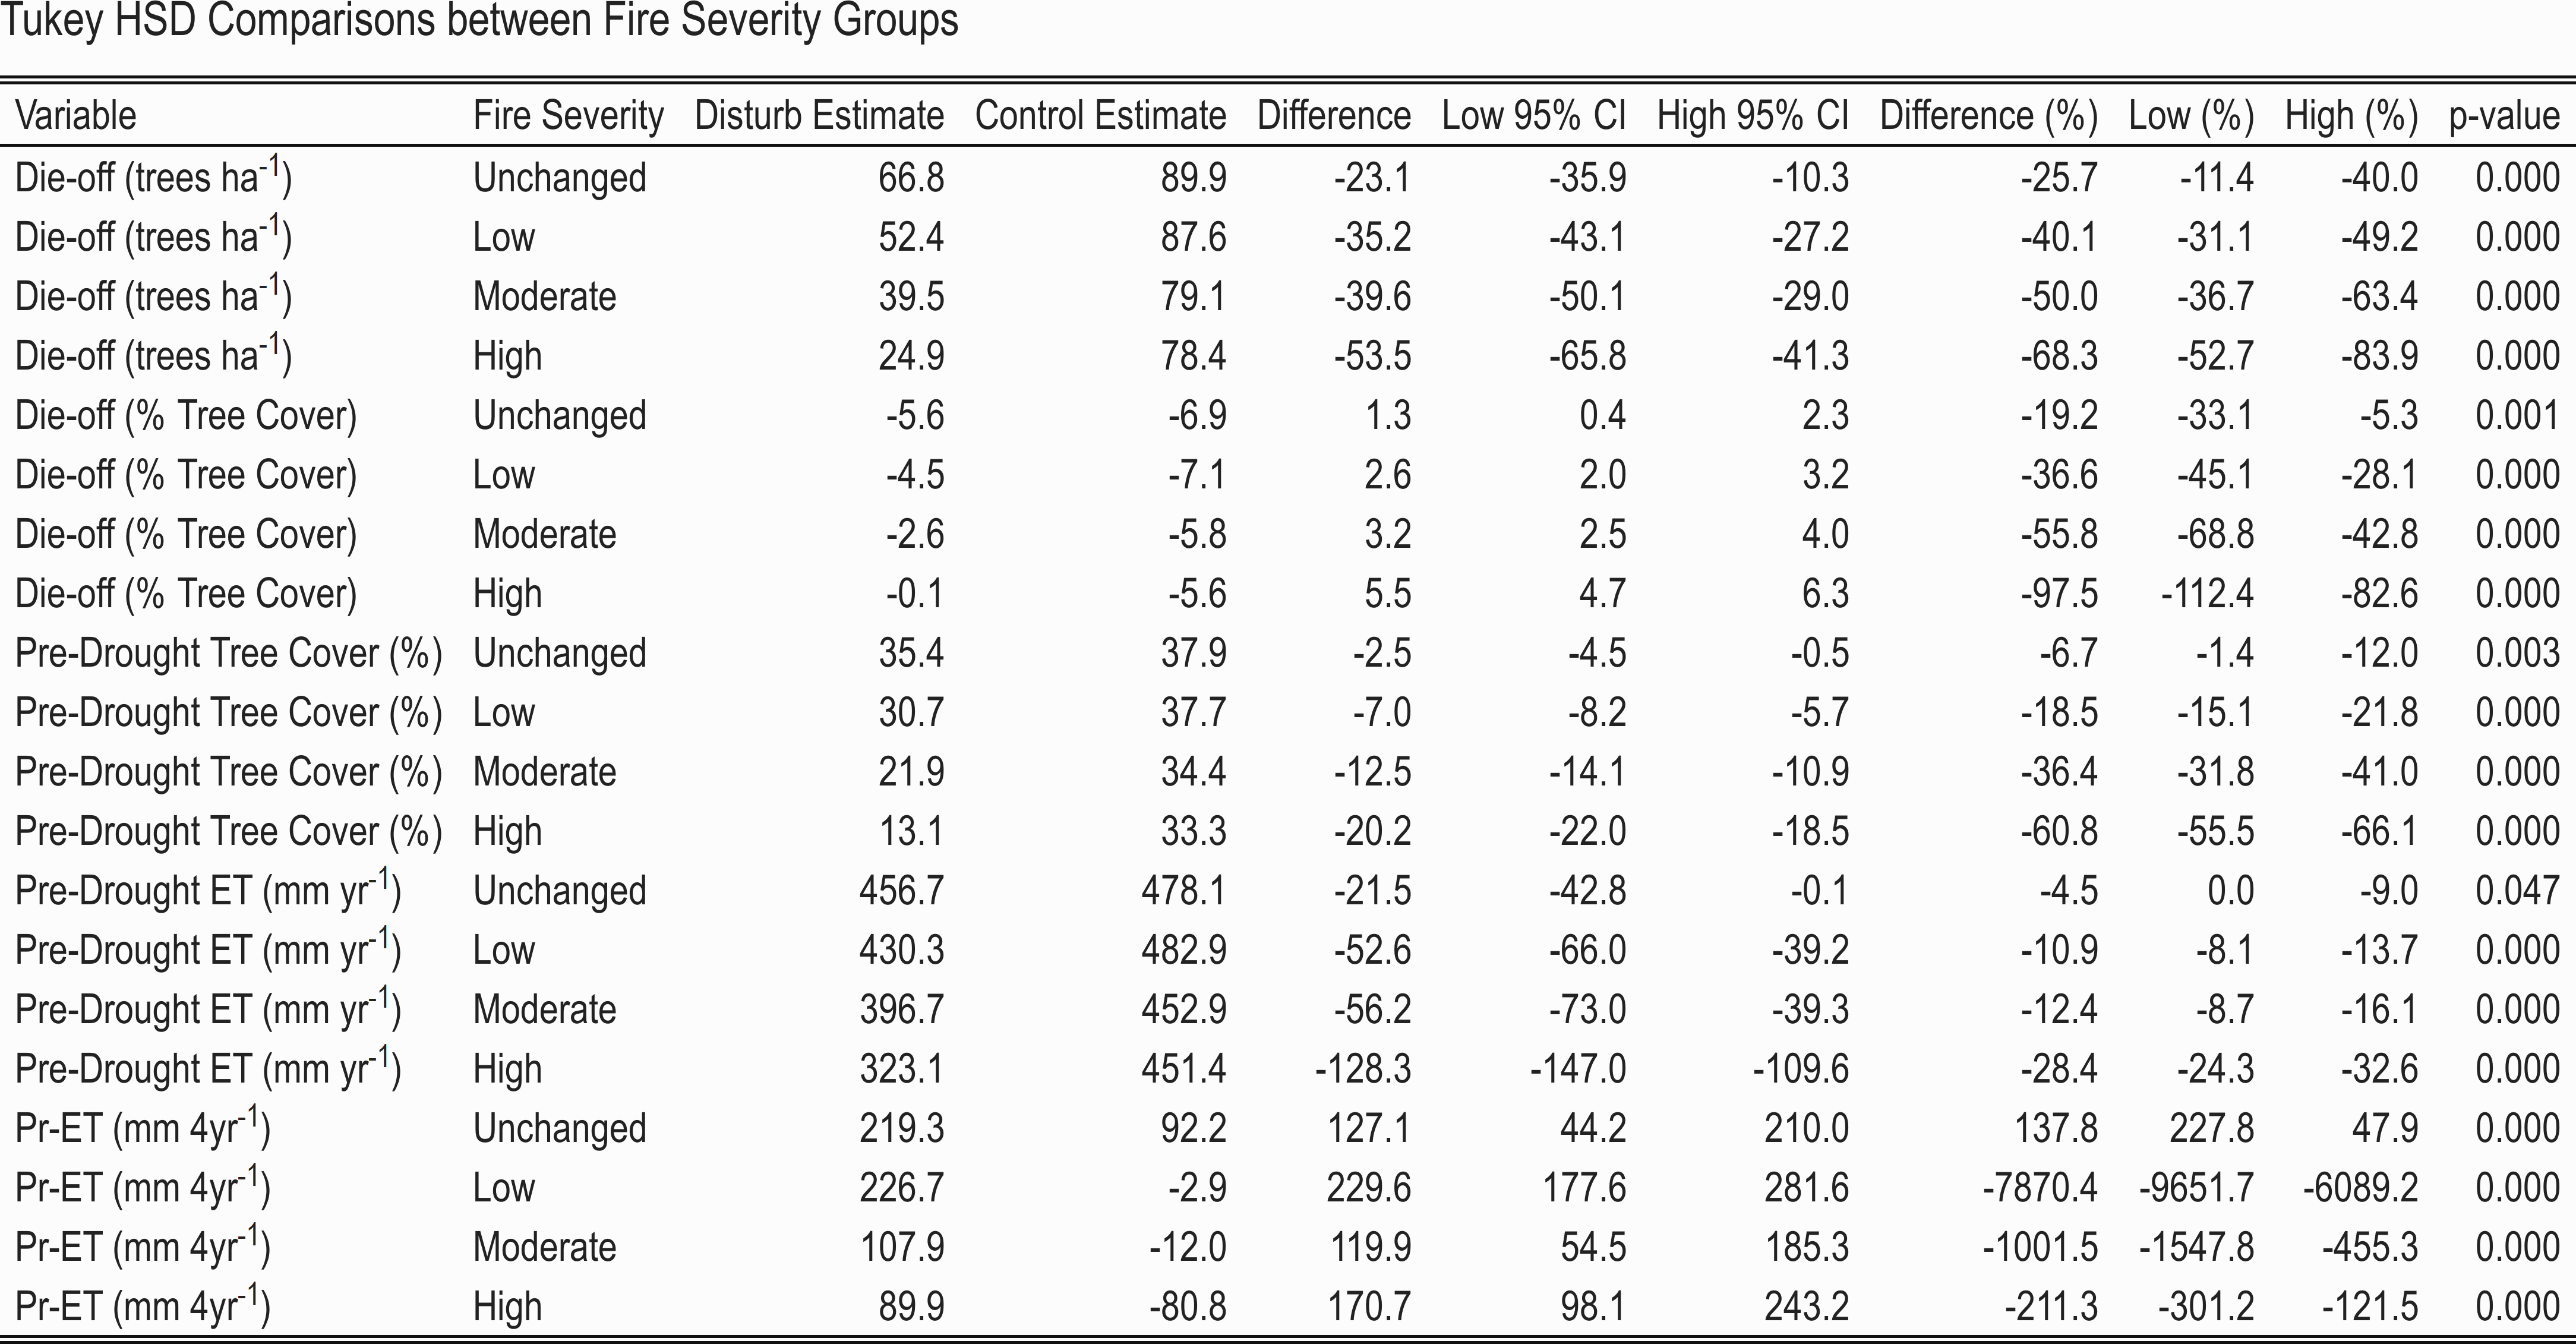 Tukey HSD Comparisons between Fire Severity Groups
Variable Fire Severity Disturb Estimate Control Estimate Difference Low 95% CI High 95% CI Difference (%) Low (%) High (%) p-value
Die-off (trees ha⁻¹) Unchanged 66.8 89.9 -23.1 -35.9 -10.3 -25.7 -11.4 -40.0 0.000
Die-off (trees ha⁻¹) Low 52.4 87.6 -35.2 -43.1 -27.2 -40.1 -31.1 -49.2 0.000
Die-off (trees ha⁻¹) Moderate 39.5 79.1 -39.6 -50.1 -29.0 -50.0 -36.7 -63.4 0.000
Die-off (trees ha⁻¹) High 24.9 78.4 -53.5 -65.8 -41.3 -68.3 -52.7 -83.9 0.000
Die-off (% Tree Cover) Unchanged -5.6 -6.9 1.3 0.4 2.3 -19.2 -33.1 -5.3 0.001
Die-off (% Tree Cover) Low -4.5 -7.1 2.6 2.0 3.2 -36.6 -45.1 -28.1 0.000
Die-off (% Tree Cover) Moderate -2.6 -5.8 3.2 2.5 4.0 -55.8 -68.8 -42.8 0.000
Die-off (% Tree Cover) High -0.1 -5.6 5.5 4.7 6.3 -97.5 -112.4 -82.6 0.000
Pre-Drought Tree Cover (%) Unchanged 35.4 37.9 -2.5 -4.5 -0.5 -6.7 -1.4 -12.0 0.003
Pre-Drought Tree Cover (%) Low 30.7 37.7 -7.0 -8.2 -5.7 -18.5 -15.1 -21.8 0.000
Pre-Drought Tree Cover (%) Moderate 21.9 34.4 -12.5 -14.1 -10.9 -36.4 -31.8 -41.0 0.000
Pre-Drought Tree Cover (%) High 13.1 33.3 -20.2 -22.0 -18.5 -60.8 -55.5 -66.1 0.000
Pre-Drought ET (mm yr⁻¹) Unchanged 456.7 478.1 -21.5 -42.8 -0.1 -4.5 0.0 -9.0 0.047
Pre-Drought ET (mm yr⁻¹) Low 430.3 482.9 -52.6 -66.0 -39.2 -10.9 -8.1 -13.7 0.000
Pre-Drought ET (mm yr⁻¹) Moderate 396.7 452.9 -56.2 -73.0 -39.3 -12.4 -8.7 -16.1 0.000
Pre-Drought ET (mm yr⁻¹) High 323.1 451.4 -128.3 -147.0 -109.6 -28.4 -24.3 -32.6 0.000
Pr-ET (mm 4yr⁻¹) Unchanged 219.3 92.2 127.1 44.2 210.0 137.8 227.8 47.9 0.000
Pr-ET (mm 4yr⁻¹) Low 226.7 -2.9 229.6 177.6 281.6 -7870.4 -9651.7 -6089.2 0.000
Pr-ET (mm 4yr⁻¹) Moderate 107.9 -12.0 119.9 54.5 185.3 -1001.5 -1547.8 -455.3 0.000
Pr-ET (mm 4yr⁻¹) High 89.9 -80.8 170.7 98.1 243.2 -211.3 -301.2 -121.5 0.000